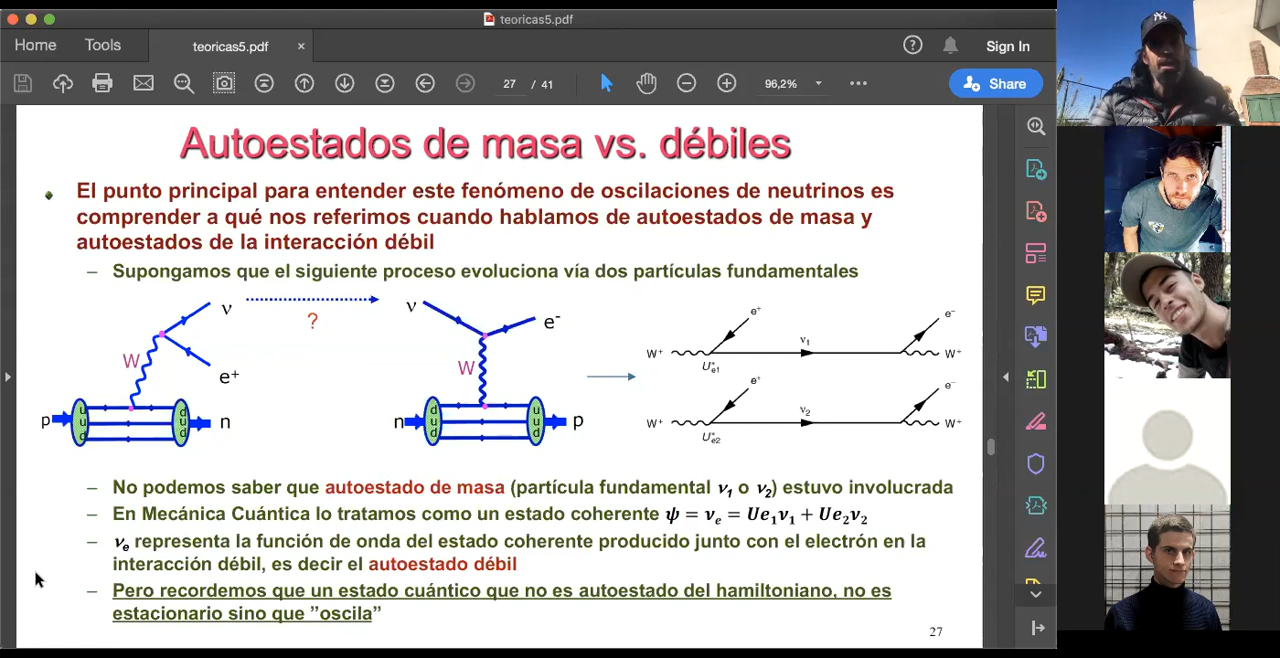 teoricas5.pdf
Home
Tools
teoricas5.pdf
×
Sign In
27 / 41
96,2%
Share
Autoestados de masa vs. débiles
El punto principal para entender este fenómeno de oscilaciones de neutrinos es
comprender a qué nos referimos cuando hablamos de autoestados de masa y
autoestados de la interacción débil
– Supongamos que el siguiente proceso evoluciona vía dos partículas fundamentales
ν
?
W
e+
p
u
u
d
d
u
d
n
ν
e-
W
n
d
u
d
u
u
d
p
e+
e−
W+
ν1
W+
U*e1
e+
e−
W+
ν2
W+
U*e2
– No podemos saber que autoestado de masa (partícula fundamental ν1 o ν2) estuvo involucrada
– En Mecánica Cuántica lo tratamos como un estado coherente ψ = νe = Ue1ν1 + Ue2ν2
– νe representa la función de onda del estado coherente producido junto con el electrón en la
interacción débil, es decir el autoestado débil
– Pero recordemos que un estado cuántico que no es autoestado del hamiltoniano, no es
estacionario sino que ”oscila”
27